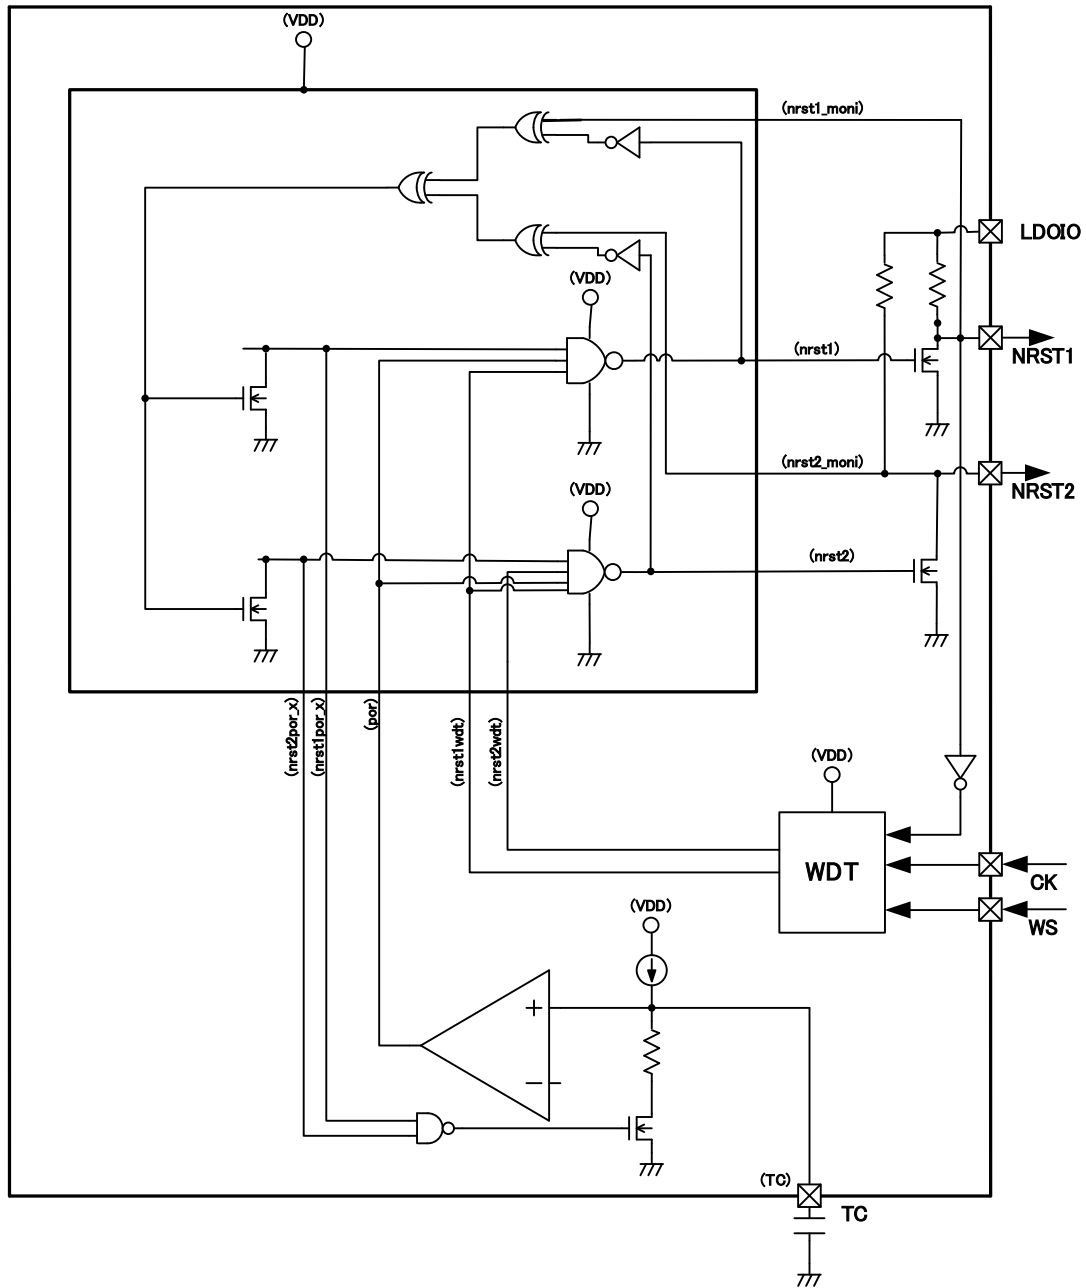 (VDD)
(nrst1_moni)
LDOIO
(VDD)
(nrst1)
NRST1
(nrst2_moni)
(VDD)
NRST2
(nrst2)
(nrst2por_x)
(nrst1por_x)
(por)
(nrst1wdt)
(nrst2wdt)
(VDD)
WDT
CK
WS
(VDD)
+
−
(TC)
TC